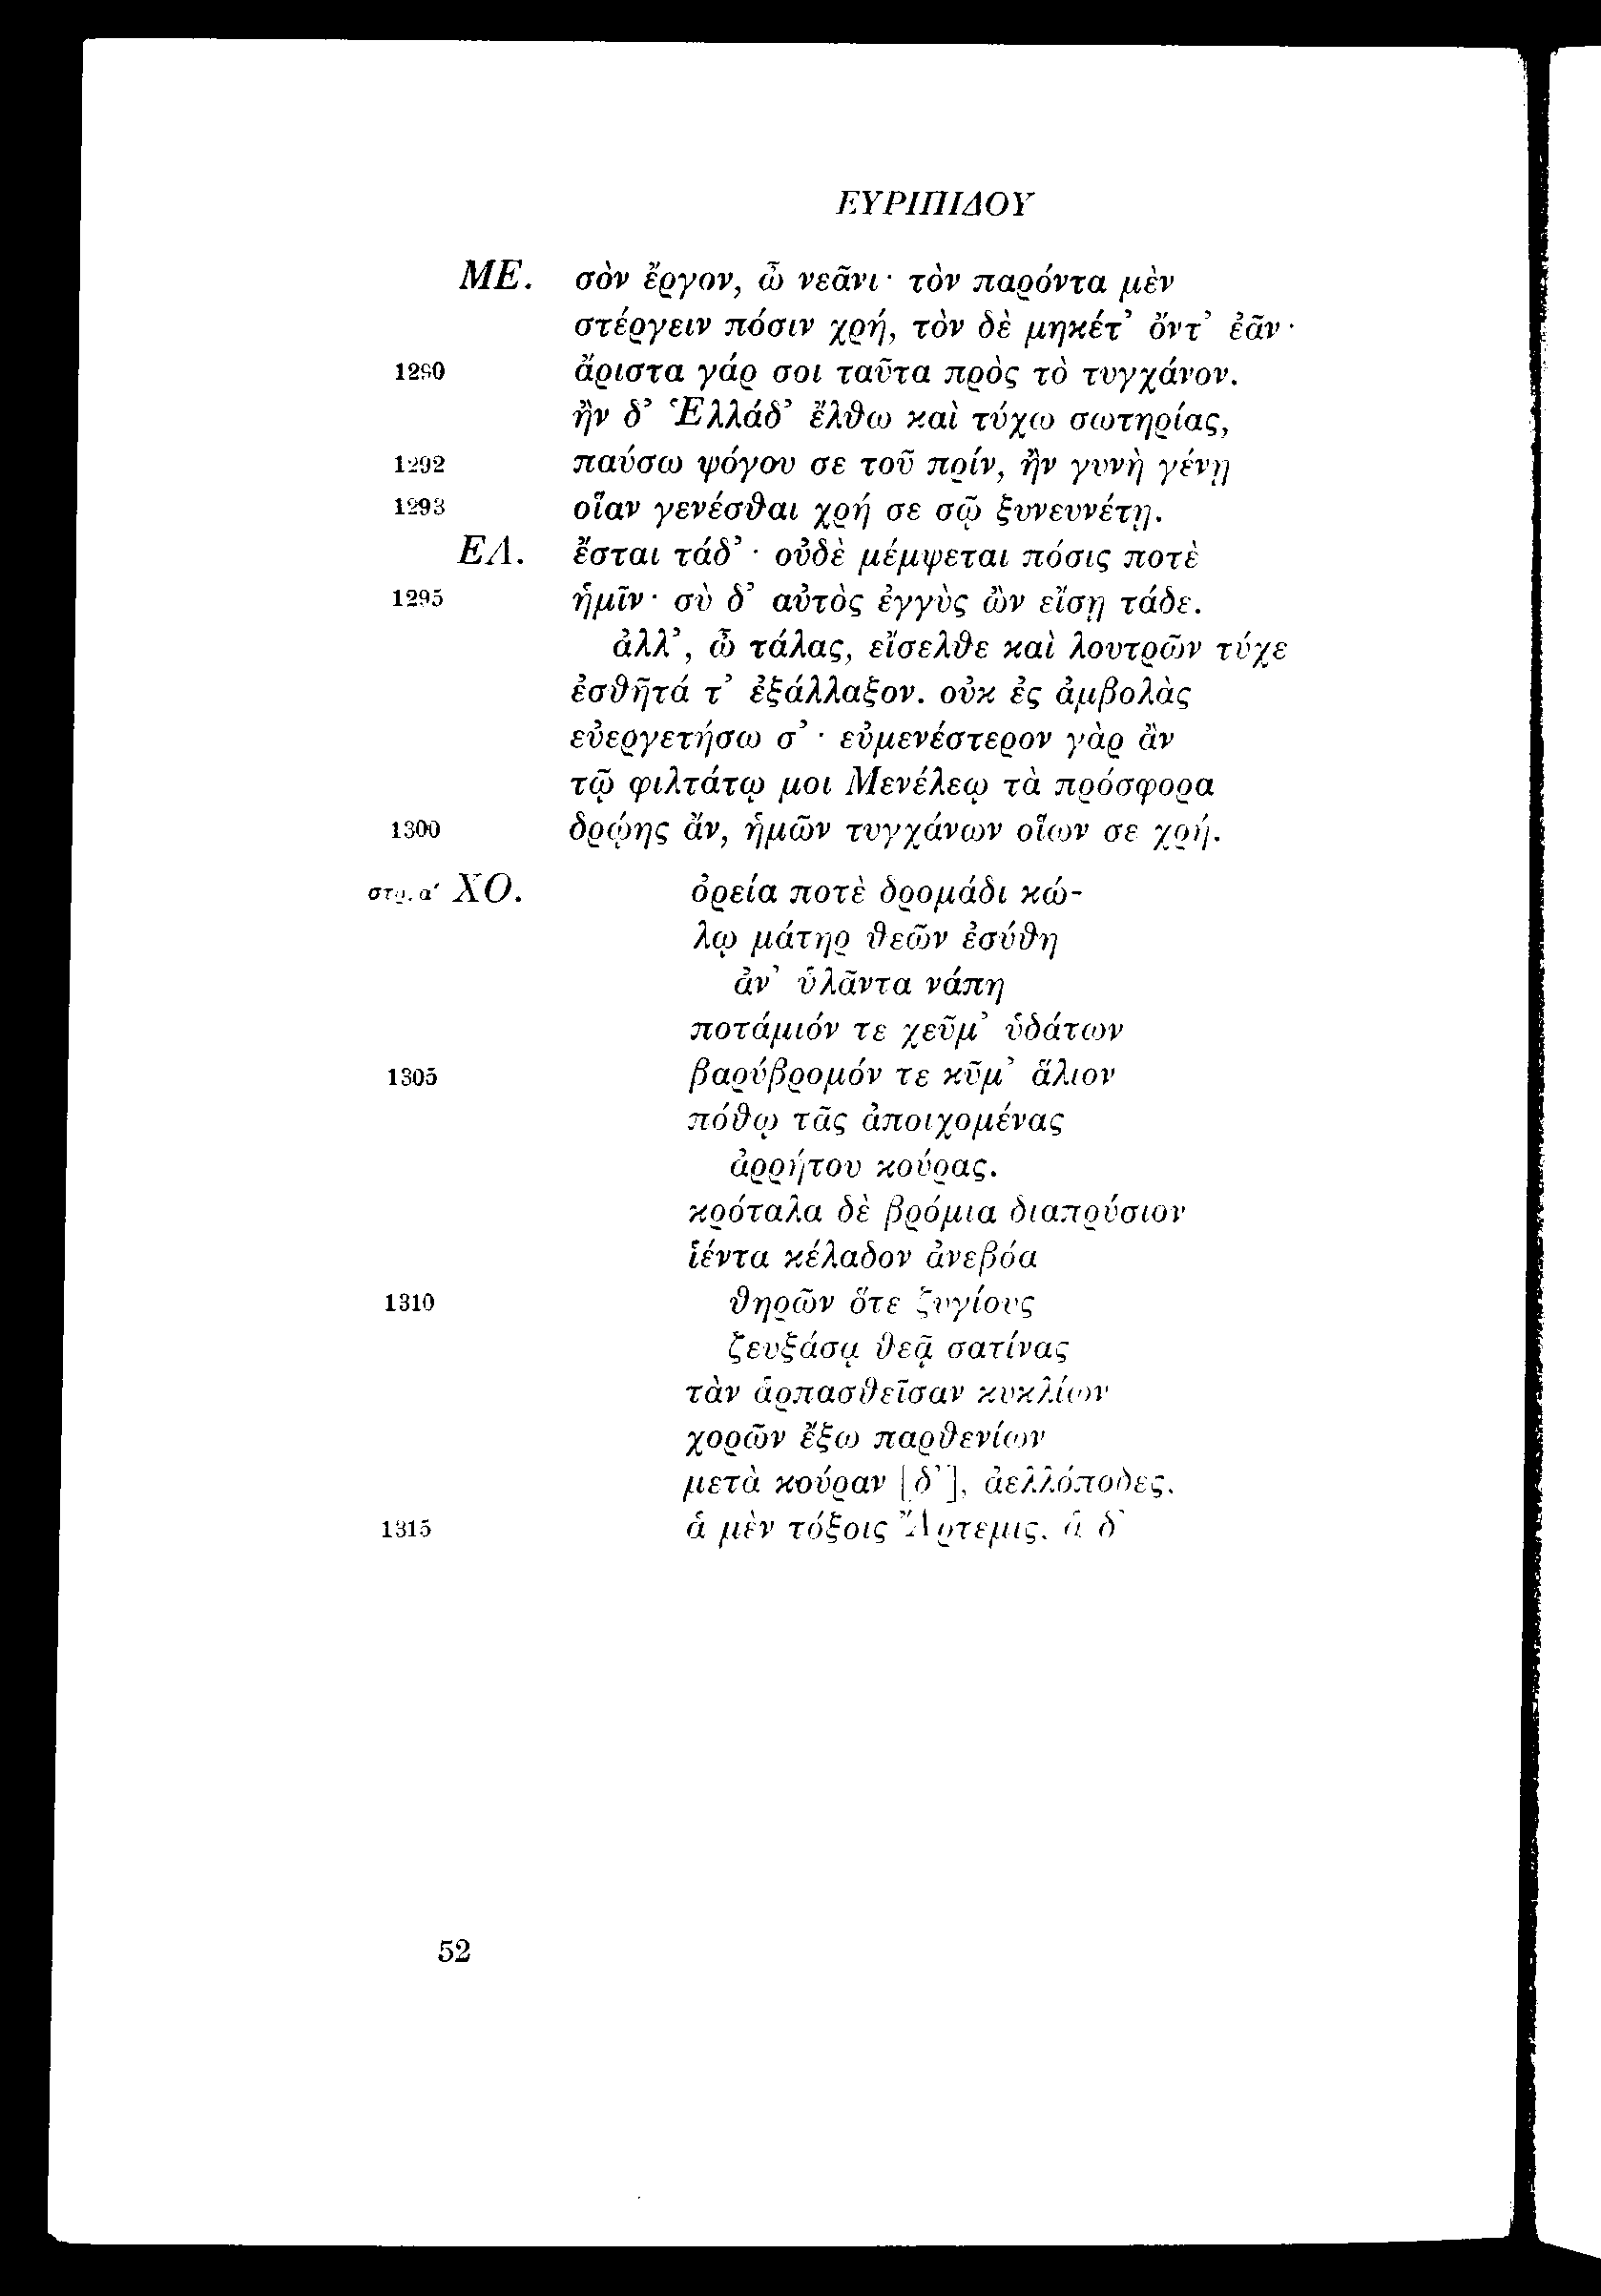 ΕΥΡΙΠΙΔΟΥ
ΜΕ. σὸν ἔργον, ὦ νεᾶνι· τὸν παρόντα μὲν
στέργειν πόσιν χρή, τὸν δὲ μηκέτ’ ὄντ’ ἐᾶν·
1290 ἄριστα γάρ σοι ταῦτα πρὸς τὸ τυγχάνον.
ἢν δ’ Ἑλλάδ’ ἔλθω καὶ τύχω σωτηρίας,
1292 παύσω ψόγου σε τοῦ πρίν, ἢν γυνὴ γένῃ
1293 οἵαν γενέσθαι χρή σε σῷ ξυνευνέτῃ.
ΕΛ. ἔσται τάδ’· οὐδὲ μέμψεται πόσις ποτὲ
1295 ἡμῖν· σὺ δ’ αὐτὸς ἐγγὺς ὢν εἴσῃ τάδε.
ἀλλ’, ὦ τάλας, εἴσελθε καὶ λουτρῶν τύχε
ἐσθῆτά τ’ ἐξάλλαξον. οὐκ ἐς ἀμβολὰς
εὐεργετήσω σ’· εὐμενέστερον γὰρ ἂν
τῷ φιλτάτῳ μοι Μενέλεῳ τὰ πρόσφορα
1300 δρῴης ἄν, ἡμῶν τυγχάνων οἵων σε χρή.
στρ. α′ ΧΟ. ὀρεία ποτὲ δρομάδι κώ-
λῳ μάτηρ θεῶν ἐσύθη
ἀν’ ὑλᾶντα νάπη
ποτάμιόν τε χεῦμ’ ὑδάτων
1305 βαρύβρομόν τε κῦμ’ ἅλιον
πόθῳ τᾶς ἀποιχομένας
ἀρρήτου κούρας.
κρόταλα δὲ βρόμια διαπρύσιον
ἱέντα κέλαδον ἀνεβόα
1310 θηρῶν ὅτε ζυγίους
ζευξάσᾳ θεᾷ σατίνας
τὰν ἁρπασθεῖσαν κυκλίων
χορῶν ἔξω παρθενίων
μετὰ κούραν [δ’], ἀελλόποδες,
1315 ἁ μὲν τόξοις Ἄρτεμις, ἁ δ’
52